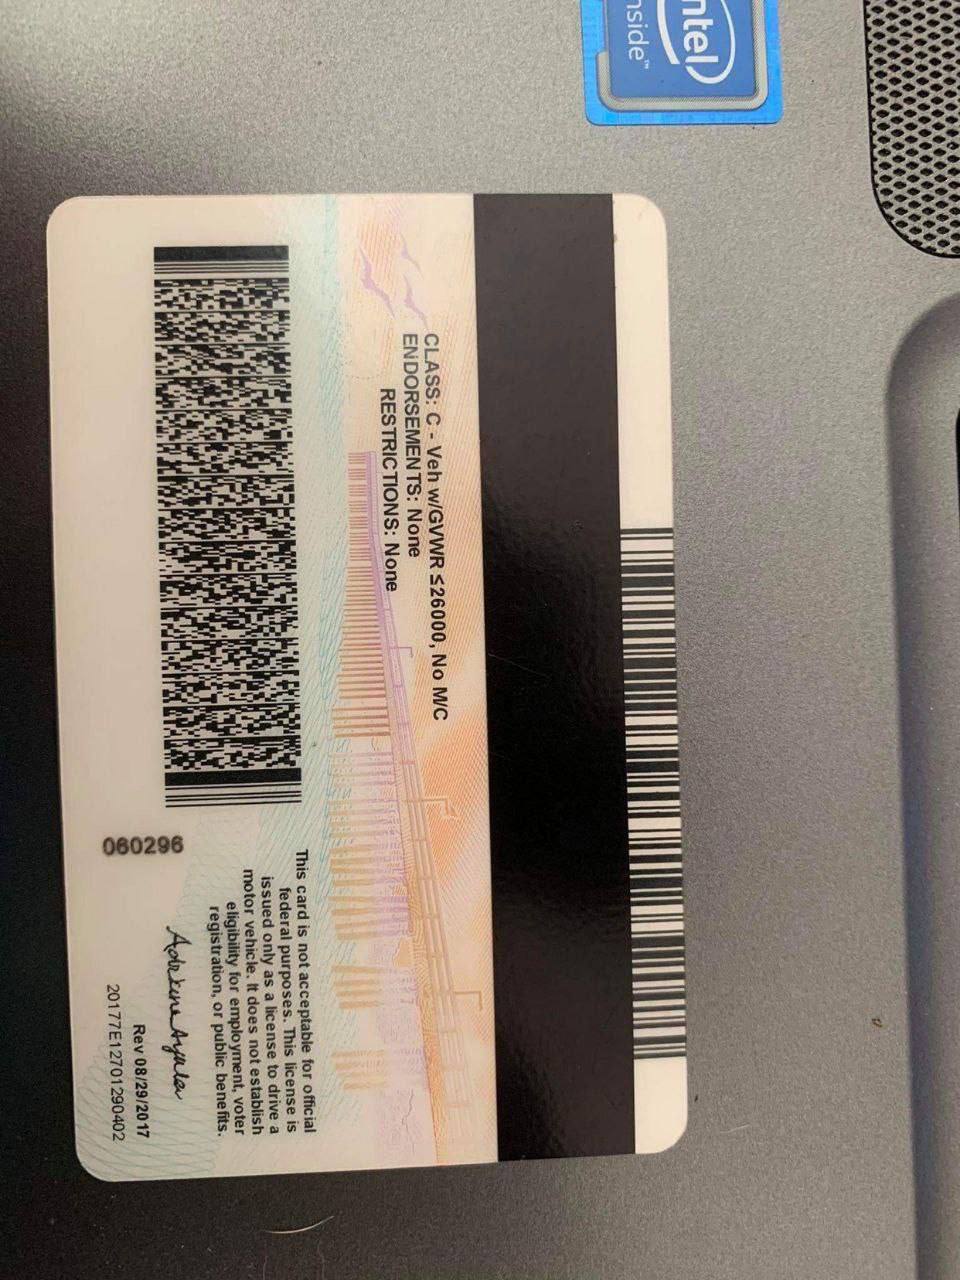 intel
inside™
CLASS: C - Veh w/GVWR ≤26000, No M/C
ENDORSEMENTS: None
RESTRICTIONS: None
This card is not acceptable for official
federal purposes. This license is
issued only as a license to drive a
motor vehicle. It does not establish
eligibility for employment, voter
registration, or public benefits.
060296
Rev 08/29/2017
20177E12701290402